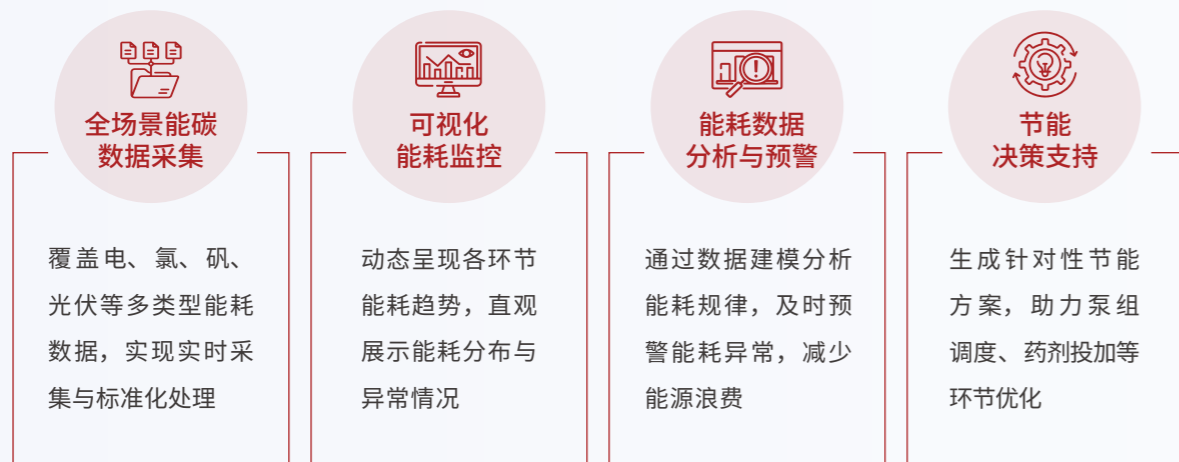 全场景能碳
数据采集
覆盖电、氯、矾、
光伏等多类型能耗
数据，实现实时采
集与标准化处理
可视化
能耗监控
动态呈现各环节
能耗趋势，直观
展示能耗分布与
异常情况
能耗数据
分析与预警
通过数据建模分析
能耗规律，及时预
警能耗异常，减少
能源浪费
节能
决策支持
生成针对性节能
方案，助力泵组
调度、药剂投加等
环节优化